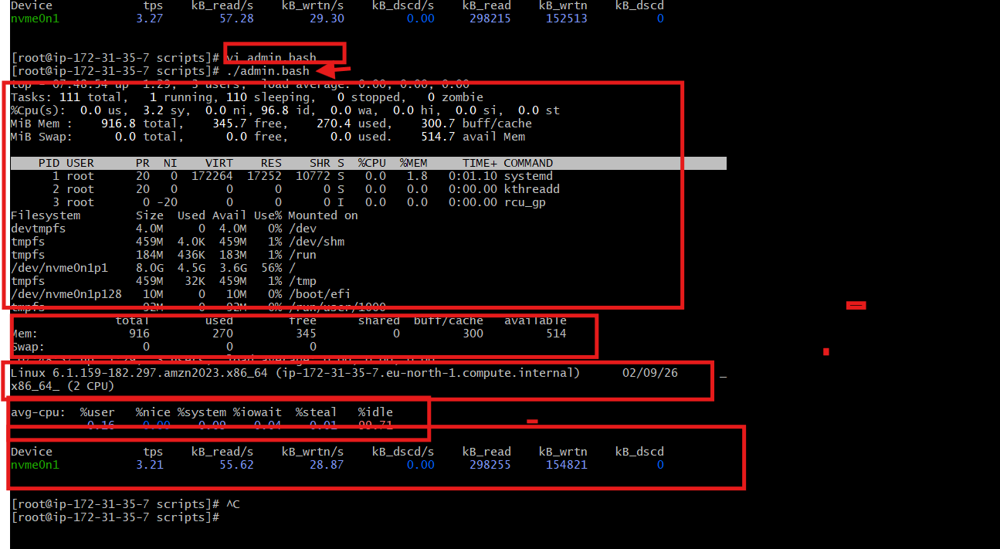 Device tps kB_read/s kB_wrtn/s kB_dscd/s kB_read kB_wrtn kB_dscd
nvme0n1 3.27 57.28 29.30 0.00 298215 152513 0
[root@ip-172-31-35-7 scripts]# vi admin.bash
[root@ip-172-31-35-7 scripts]# ./admin.bash
top - 07:48:54 up 1:29, 3 users, load average: 0.00, 0.00, 0.00
Tasks: 111 total, 1 running, 110 sleeping, 0 stopped, 0 zombie
%Cpu(s): 0.0 us, 3.2 sy, 0.0 ni, 96.8 id, 0.0 wa, 0.0 hi, 0.0 si, 0.0 st
MiB Mem : 916.8 total, 345.7 free, 270.4 used, 300.7 buff/cache
MiB Swap: 0.0 total, 0.0 free, 0.0 used. 514.7 avail Mem
PID USER PR NI VIRT RES SHR S %CPU %MEM TIME+ COMMAND
1 root 20 0 172264 17252 10772 S 0.0 1.8 0:01.10 systemd
2 root 20 0 0 0 0 S 0.0 0.0 0:00.00 kthreadd
3 root 0 -20 0 0 0 I 0.0 0.0 0:00.00 rcu_gp
Filesystem Size Used Avail Use% Mounted on
devtmpfs 4.0M 0 4.0M 0% /dev
tmpfs 459M 4.0K 459M 1% /dev/shm
tmpfs 184M 436K 183M 1% /run
/dev/nvme0n1p1 8.0G 4.5G 3.6G 56% /
tmpfs 459M 32K 459M 1% /tmp
/dev/nvme0n1p128 10M 0 10M 0% /boot/efi
tmpfs 92M 0 92M 0% /run/user/1000
total used free shared buff/cache available
Mem: 916 270 345 0 300 514
Swap: 0 0 0
up 1:29, 3 users, load average: 0.00, 0.00, 0.00
Linux 6.1.159-182.297.amzn2023.x86_64 (ip-172-31-35-7.eu-north-1.compute.internal) 02/09/26 _
x86_64_ (2 CPU)
avg-cpu: %user %nice %system %iowait %steal %idle
0.16 0.00 0.09 0.04 0.01 99.71
Device tps kB_read/s kB_wrtn/s kB_dscd/s kB_read kB_wrtn kB_dscd
nvme0n1 3.21 55.62 28.87 0.00 298255 154821 0
[root@ip-172-31-35-7 scripts]# ^C
[root@ip-172-31-35-7 scripts]#